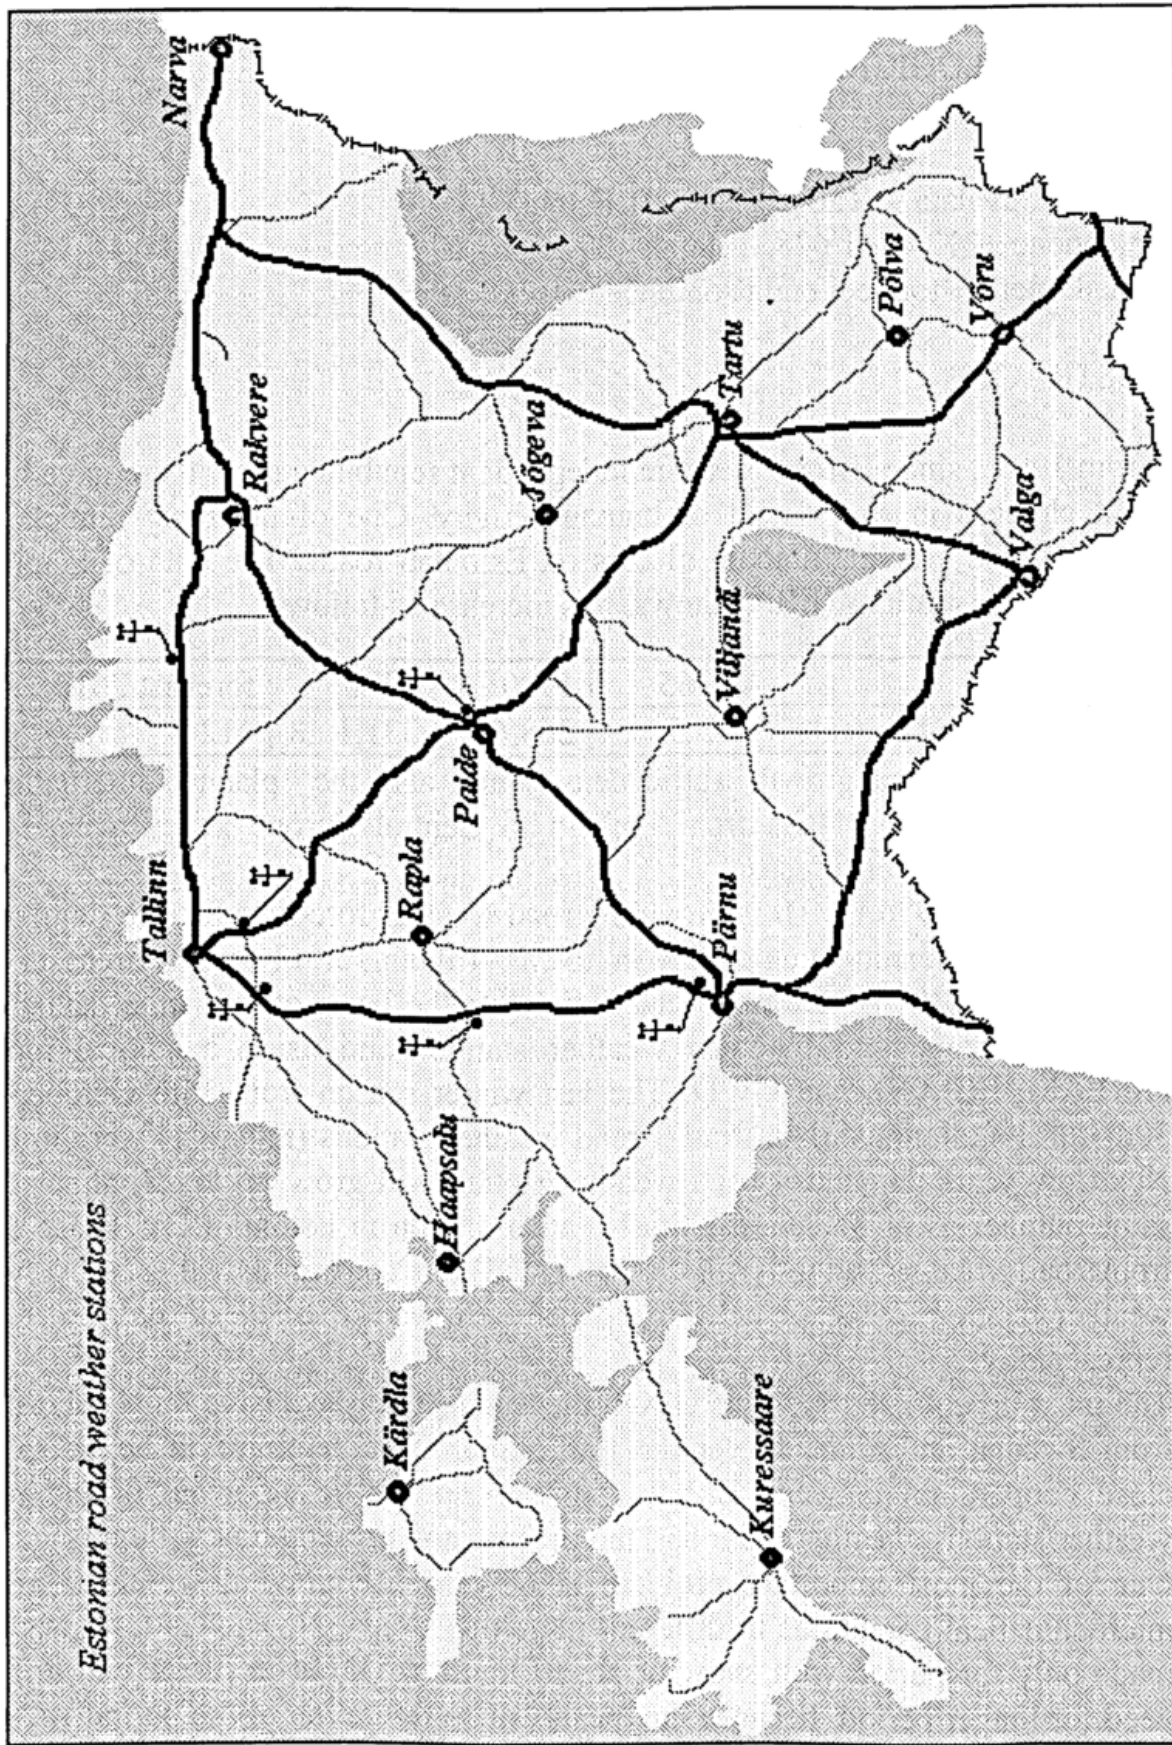 Estonian road weather stations
Tallinn
Rakvere
Narva
Kärdla
Haapsalu
Rapla
Paide
Jõgeva
Kuressaare
Pärnu
Viljandi
Tartu
Põlva
Valga
Võru